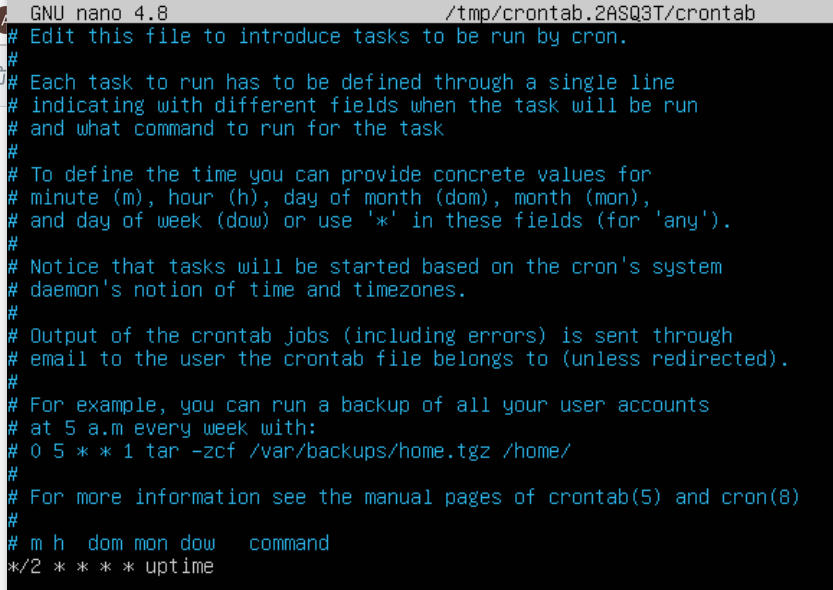 GNU nano 4.8 /tmp/crontab.2ASQ3T/crontab
# Edit this file to introduce tasks to be run by cron.
#
# Each task to run has to be defined through a single line
# indicating with different fields when the task will be run
# and what command to run for the task
#
# To define the time you can provide concrete values for
# minute (m), hour (h), day of month (dom), month (mon),
# and day of week (dow) or use '*' in these fields (for 'any').
#
# Notice that tasks will be started based on the cron's system
# daemon's notion of time and timezones.
#
# Output of the crontab jobs (including errors) is sent through
# email to the user the crontab file belongs to (unless redirected).
#
# For example, you can run a backup of all your user accounts
# at 5 a.m every week with:
# 0 5 * * 1 tar -zcf /var/backups/home.tgz /home/
#
# For more information see the manual pages of crontab(5) and cron(8)
#
# m h  dom mon dow   command
*/2 * * * * uptime